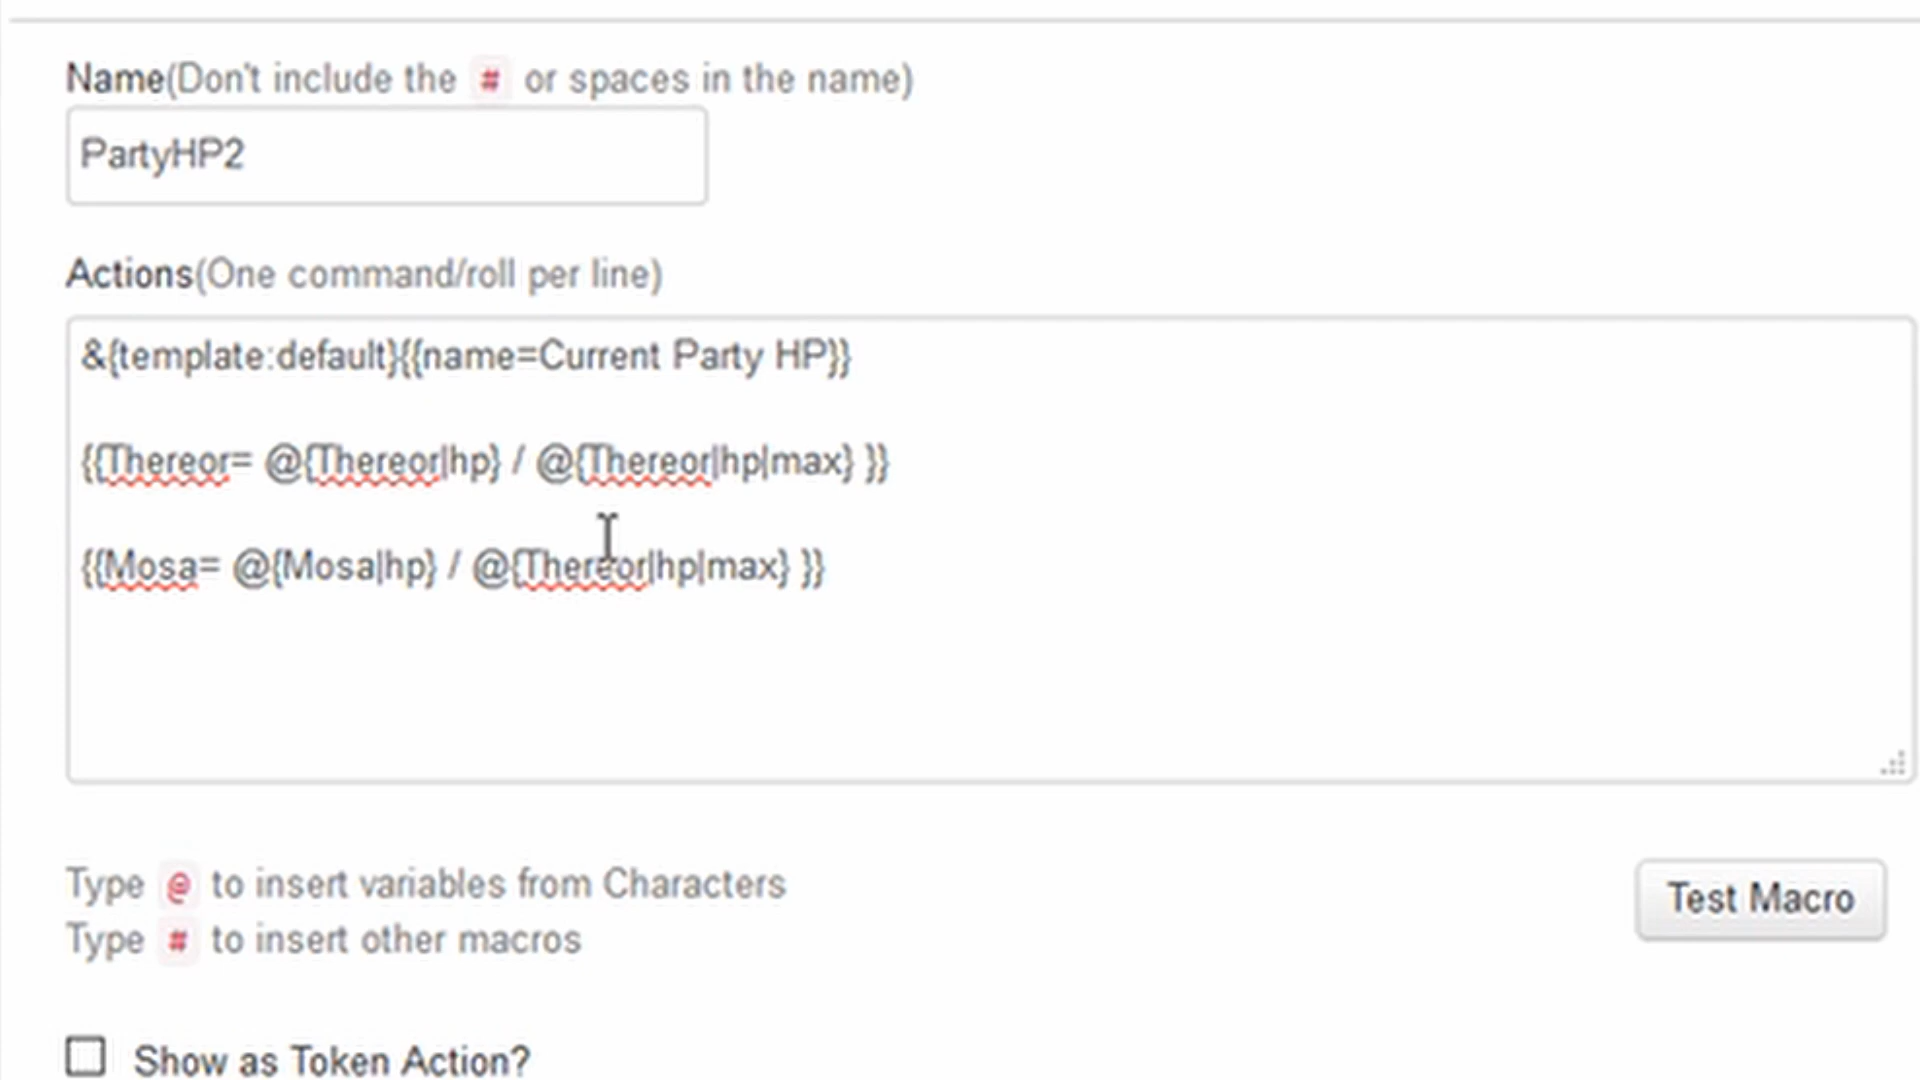 Name(Don't include the # or spaces in the name)
PartyHP2
Actions(One command/roll per line)
&{template:default}{{name=Current Party HP}}
{{Thereor= @{Thereor|hp} / @{Thereor|hp|max} }}
{{Mosa= @{Mosa|hp} / @{Thereor|hp|max} }}
Type @ to insert variables from Characters
Type # to insert other macros
Test Macro
Show as Token Action?